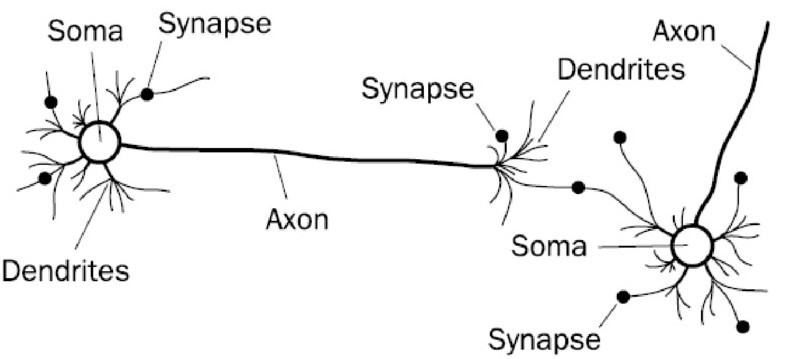 Soma
Synapse
Axon
Synapse
Dendrites
Axon
Dendrites
Soma
Synapse